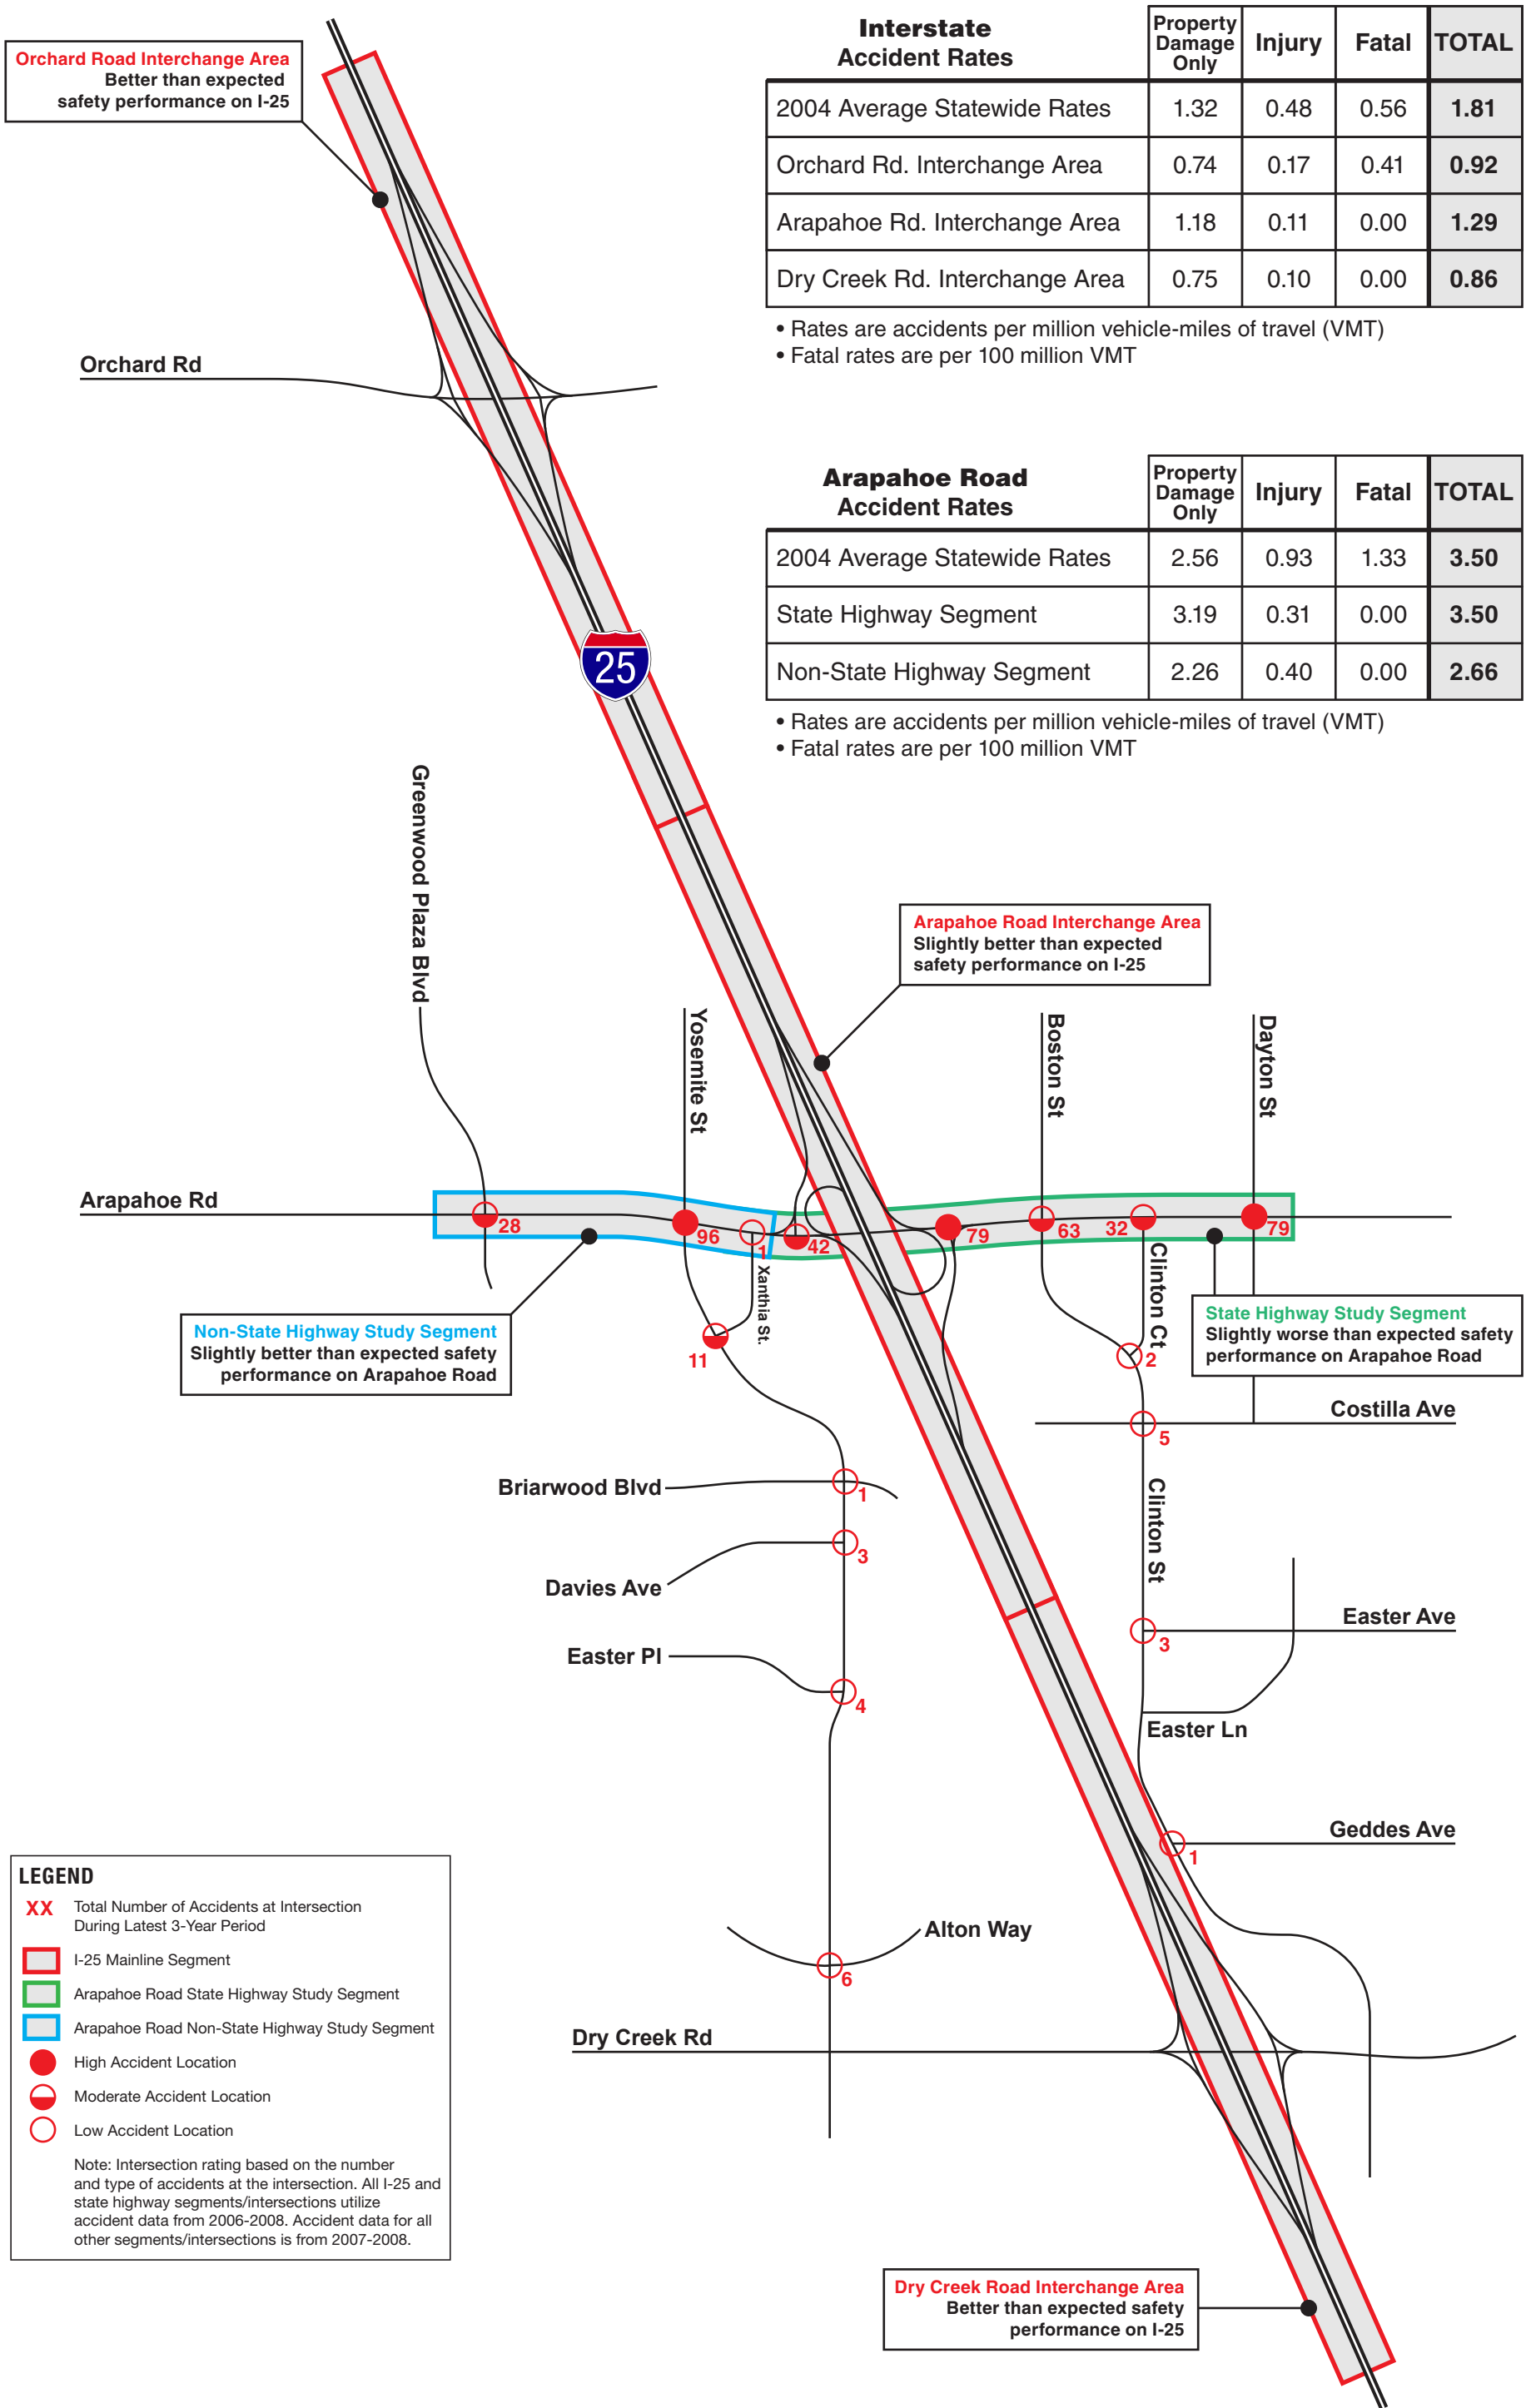 Orchard Road Interchange Area
Better than expected
safety performance on I-25
Interstate
Accident Rates
Property
Damage
Only
Injury
Fatal
TOTAL
2004 Average Statewide Rates 1.32 0.48 0.56 1.81
Orchard Rd. Interchange Area 0.74 0.17 0.41 0.92
Arapahoe Rd. Interchange Area 1.18 0.11 0.00 1.29
Dry Creek Rd. Interchange Area 0.75 0.10 0.00 0.86
• Rates are accidents per million vehicle-miles of travel (VMT)
• Fatal rates are per 100 million VMT
Orchard Rd
Arapahoe Road
Accident Rates
Property
Damage
Only
Injury
Fatal
TOTAL
2004 Average Statewide Rates 2.56 0.93 1.33 3.50
State Highway Segment 3.19 0.31 0.00 3.50
Non-State Highway Segment 2.26 0.40 0.00 2.66
• Rates are accidents per million vehicle-miles of travel (VMT)
• Fatal rates are per 100 million VMT
25
Greenwood Plaza Blvd
Arapahoe Road Interchange Area
Slightly better than expected
safety performance on I-25
Yosemite St
Boston St
Dayton St
Arapahoe Rd
28
96
1
42
79
63
32
79
Xanthia St.
Clinton Ct
Non-State Highway Study Segment
Slightly better than expected safety
performance on Arapahoe Road
11
2
State Highway Study Segment
Slightly worse than expected safety
performance on Arapahoe Road
Costilla Ave
5
Briarwood Blvd
1
Clinton St
3
Davies Ave
Easter Ave
3
Easter Pl
4
Easter Ln
Geddes Ave
1
Alton Way
6
Dry Creek Rd
LEGEND
XX Total Number of Accidents at Intersection
During Latest 3-Year Period
I-25 Mainline Segment
Arapahoe Road State Highway Study Segment
Arapahoe Road Non-State Highway Study Segment
High Accident Location
Moderate Accident Location
Low Accident Location
Note: Intersection rating based on the number
and type of accidents at the intersection. All I-25 and
state highway segments/intersections utilize
accident data from 2006-2008. Accident data for all
other segments/intersections is from 2007-2008.
Dry Creek Road Interchange Area
Better than expected safety
performance on I-25